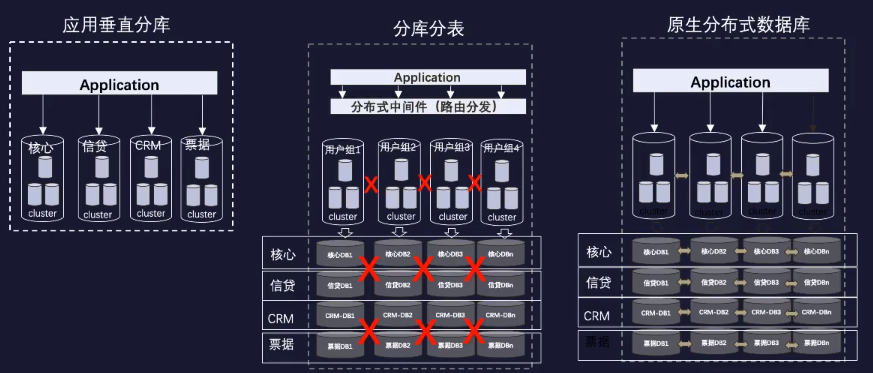 应用垂直分库
Application
核心 信贷 CRM 票据
cluster cluster cluster cluster
分库分表
Application
分布式中间件（路由分发）
用户组1 用户组2 用户组3 用户组4
cluster cluster cluster cluster
核心 核心DB1 核心DB2 核心DB3 核心DBn
信贷 信贷DB1 信贷DB2 信贷DB3 信贷DBn
CRM CRM-DB1 CRM-DB2 CRM-DB3 CRM-DBn
票据 票据DB1 票据DB2 票据DB3 票据DBn
原生分布式数据库
Application
cluster cluster cluster cluster
核心 核心DB1 核心DB2 核心DB3 核心DBn
信贷 信贷DB1 信贷DB2 信贷DB3 信贷DBn
CRM CRM-DB1 CRM-DB2 CRM-DB3 CRM-DBn
票据 票据DB1 票据DB2 票据DB3 票据DBn